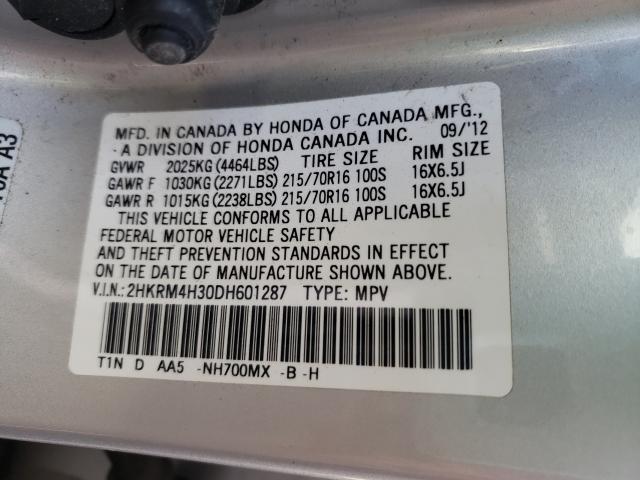 MFD. IN CANADA BY HONDA OF CANADA MFG.,
A DIVISION OF HONDA CANADA INC. 09/'12
GVWR 2025KG (4464LBS) TIRE SIZE RIM SIZE
GAWR F 1030KG (2271LBS) 215/70R16 100S 16X6.5J
GAWR R 1015KG (2238LBS) 215/70R16 100S 16X6.5J
THIS VEHICLE CONFORMS TO ALL APPLICABLE
FEDERAL MOTOR VEHICLE SAFETY
AND THEFT PREVENTION STANDARDS IN EFFECT
ON THE DATE OF MANUFACTURE SHOWN ABOVE.
V.I.N.:2HKRM4H30DH601287 TYPE: MPV
T1N D AA5 -NH700MX -B -H
A3